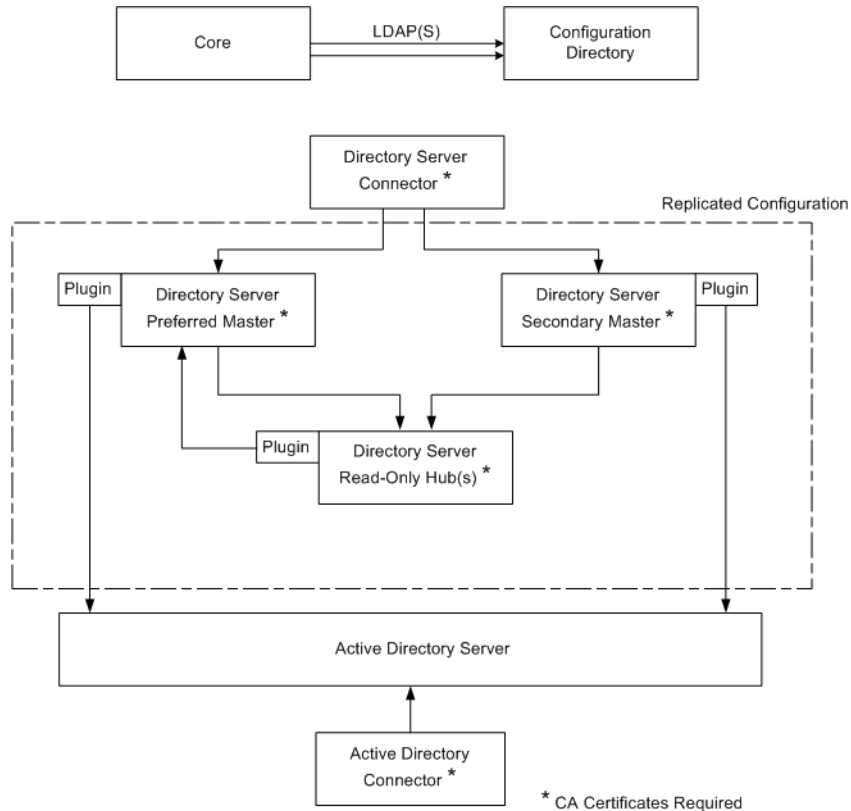 Core
LDAP(S)
Configuration
Directory
Directory Server
Connector *
Replicated Configuration
Plugin
Directory Server
Preferred Master *
Directory Server
Secondary Master *
Plugin
Plugin
Directory Server
Read-Only Hub(s) *
Active Directory Server
Active Directory
Connector *
* CA Certificates Required